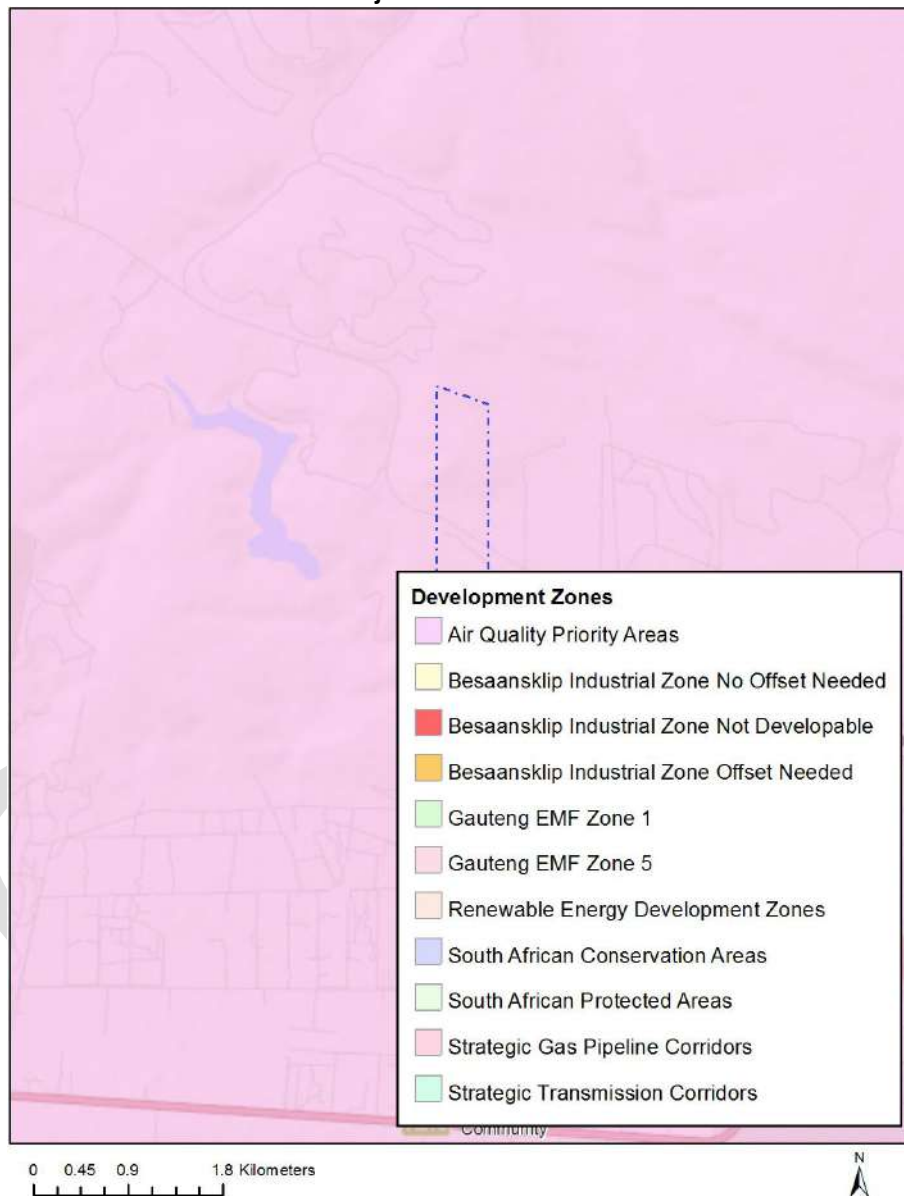 Development Zones
Air Quality Priority Areas
Besaansklip Industrial Zone No Offset Needed
Besaansklip Industrial Zone Not Developable
Besaansklip Industrial Zone Offset Needed
Gauteng EMF Zone 1
Gauteng EMF Zone 5
Renewable Energy Development Zones
South African Conservation Areas
South African Protected Areas
Strategic Gas Pipeline Corridors
Strategic Transmission Corridors
Community
0 0.45 0.9 1.8 Kilometers
N